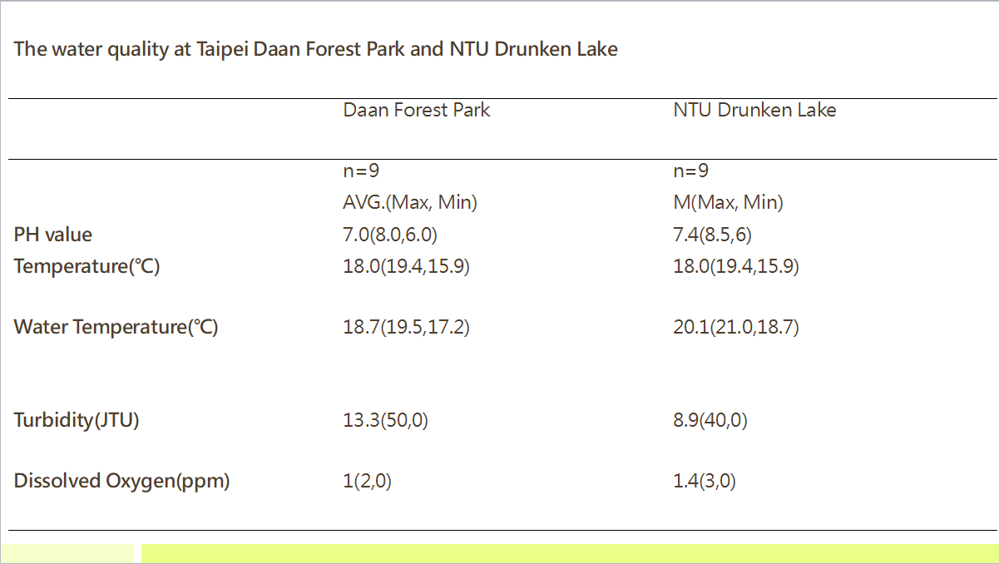 The water quality at Taipei Daan Forest Park and NTU Drunken Lake
Daan Forest Park NTU Drunken Lake
n=9 n=9
AVG.(Max, Min) M(Max, Min)
PH value 7.0(8.0,6.0) 7.4(8.5,6)
Temperature(℃) 18.0(19.4,15.9) 18.0(19.4,15.9)
Water Temperature(℃) 18.7(19.5,17.2) 20.1(21.0,18.7)
Turbidity(JTU) 13.3(50,0) 8.9(40,0)
Dissolved Oxygen(ppm) 1(2,0) 1.4(3,0)